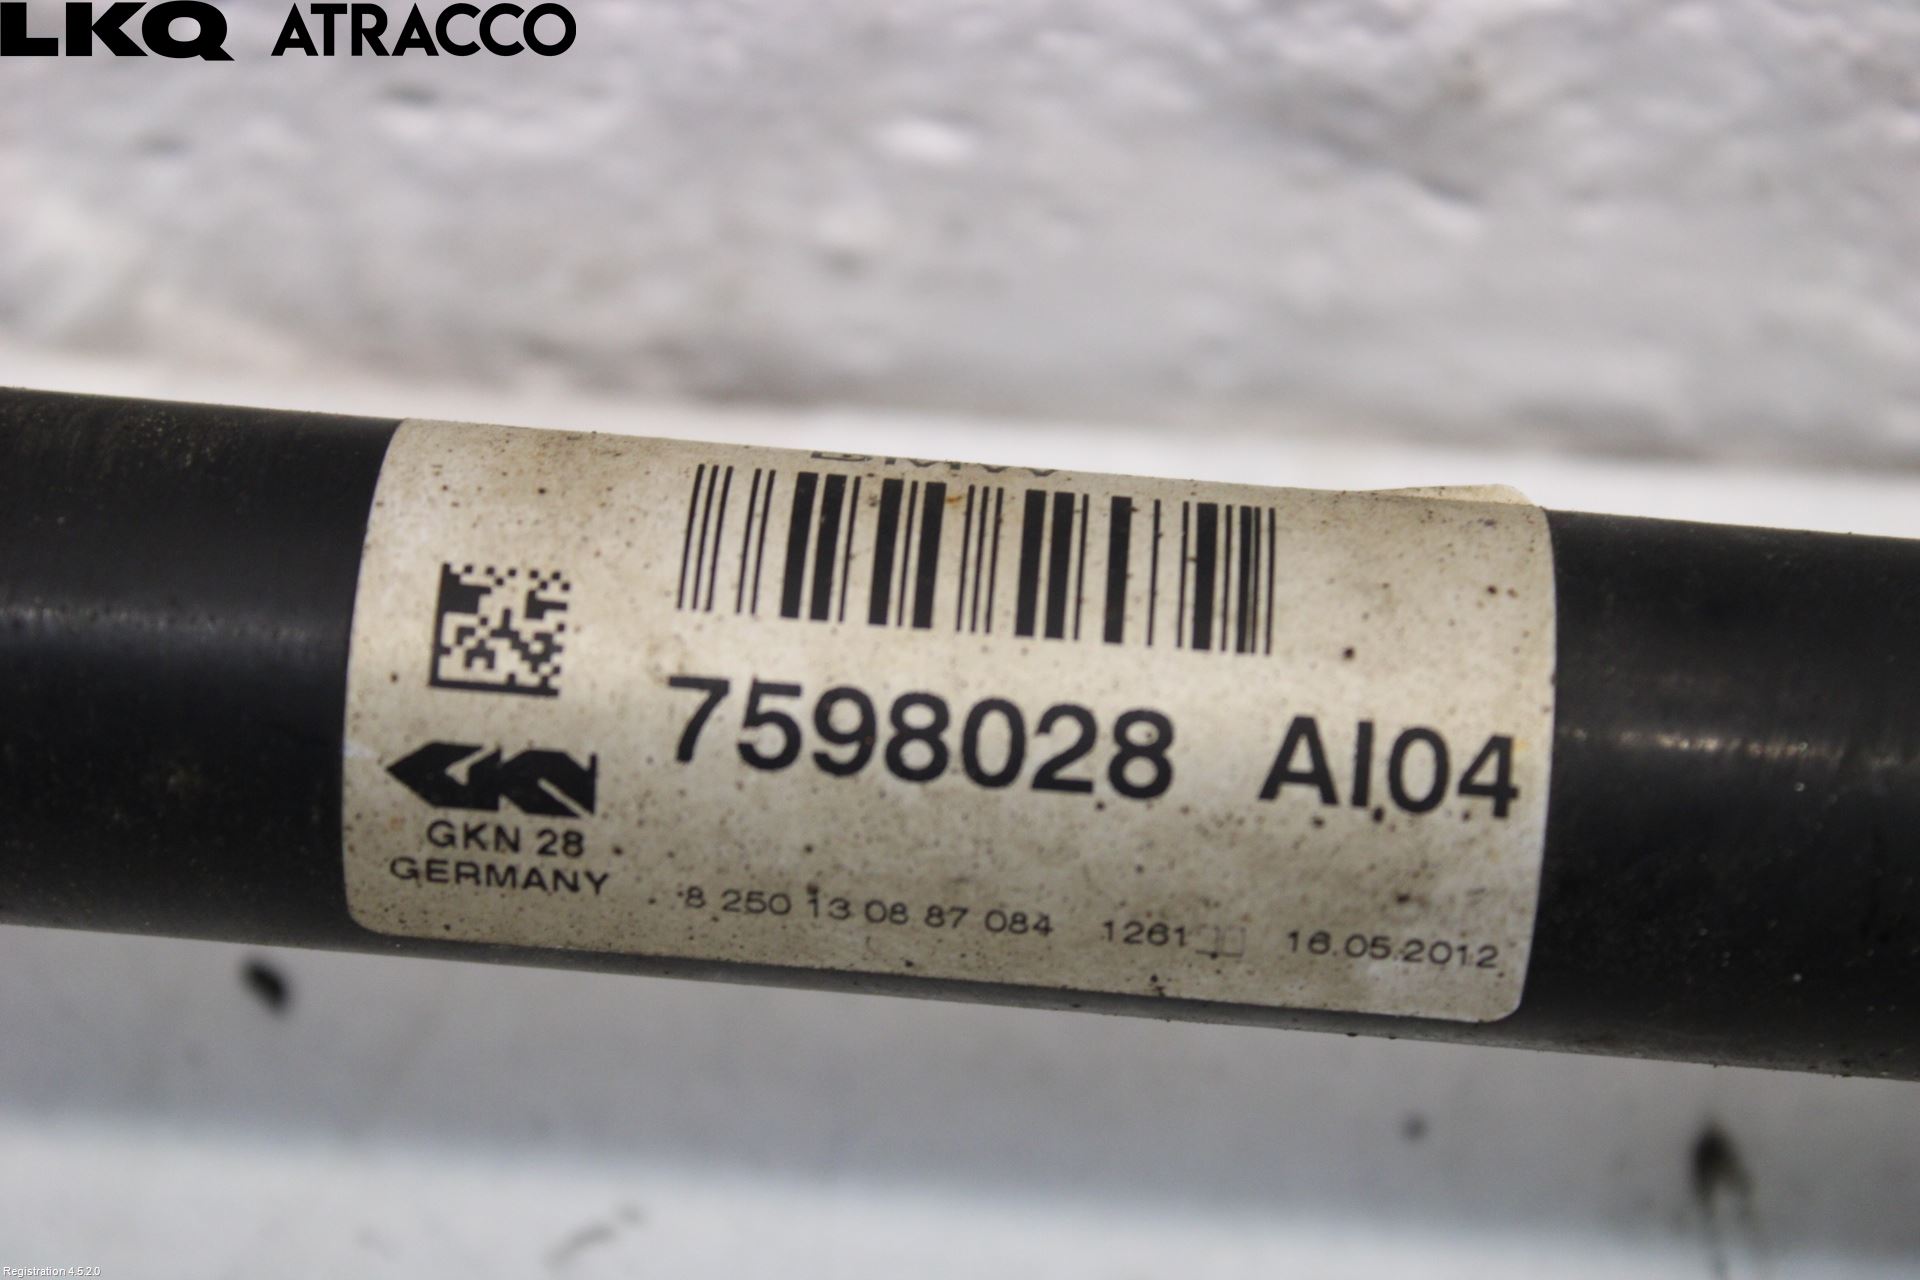 LKQ ATRACCO
BMW
7598028 AI04
GKN 28
GERMANY
8 250 13 08 87 084 1261 16.05.2012
Registration 4.5.2.0